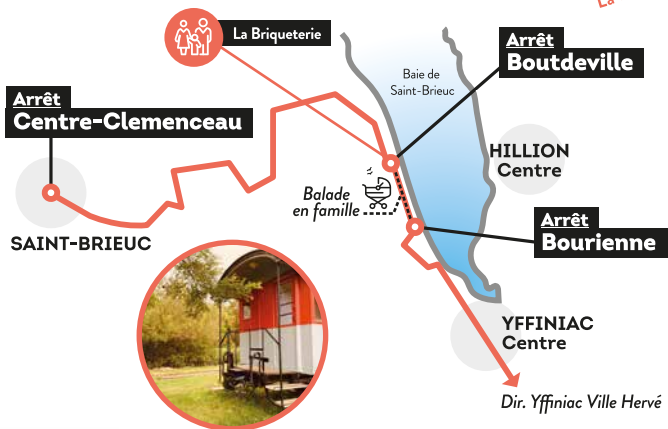 La
La Briqueterie
Arrêt
Boutdeville
Baie de
Saint-Brieuc
Arrêt
Centre-Clemenceau
HILLION
Centre
Balade
en famille
Arrêt
Bourienne
SAINT-BRIEUC
YFFINIAC
Centre
Dir. Yffiniac Ville Hervé